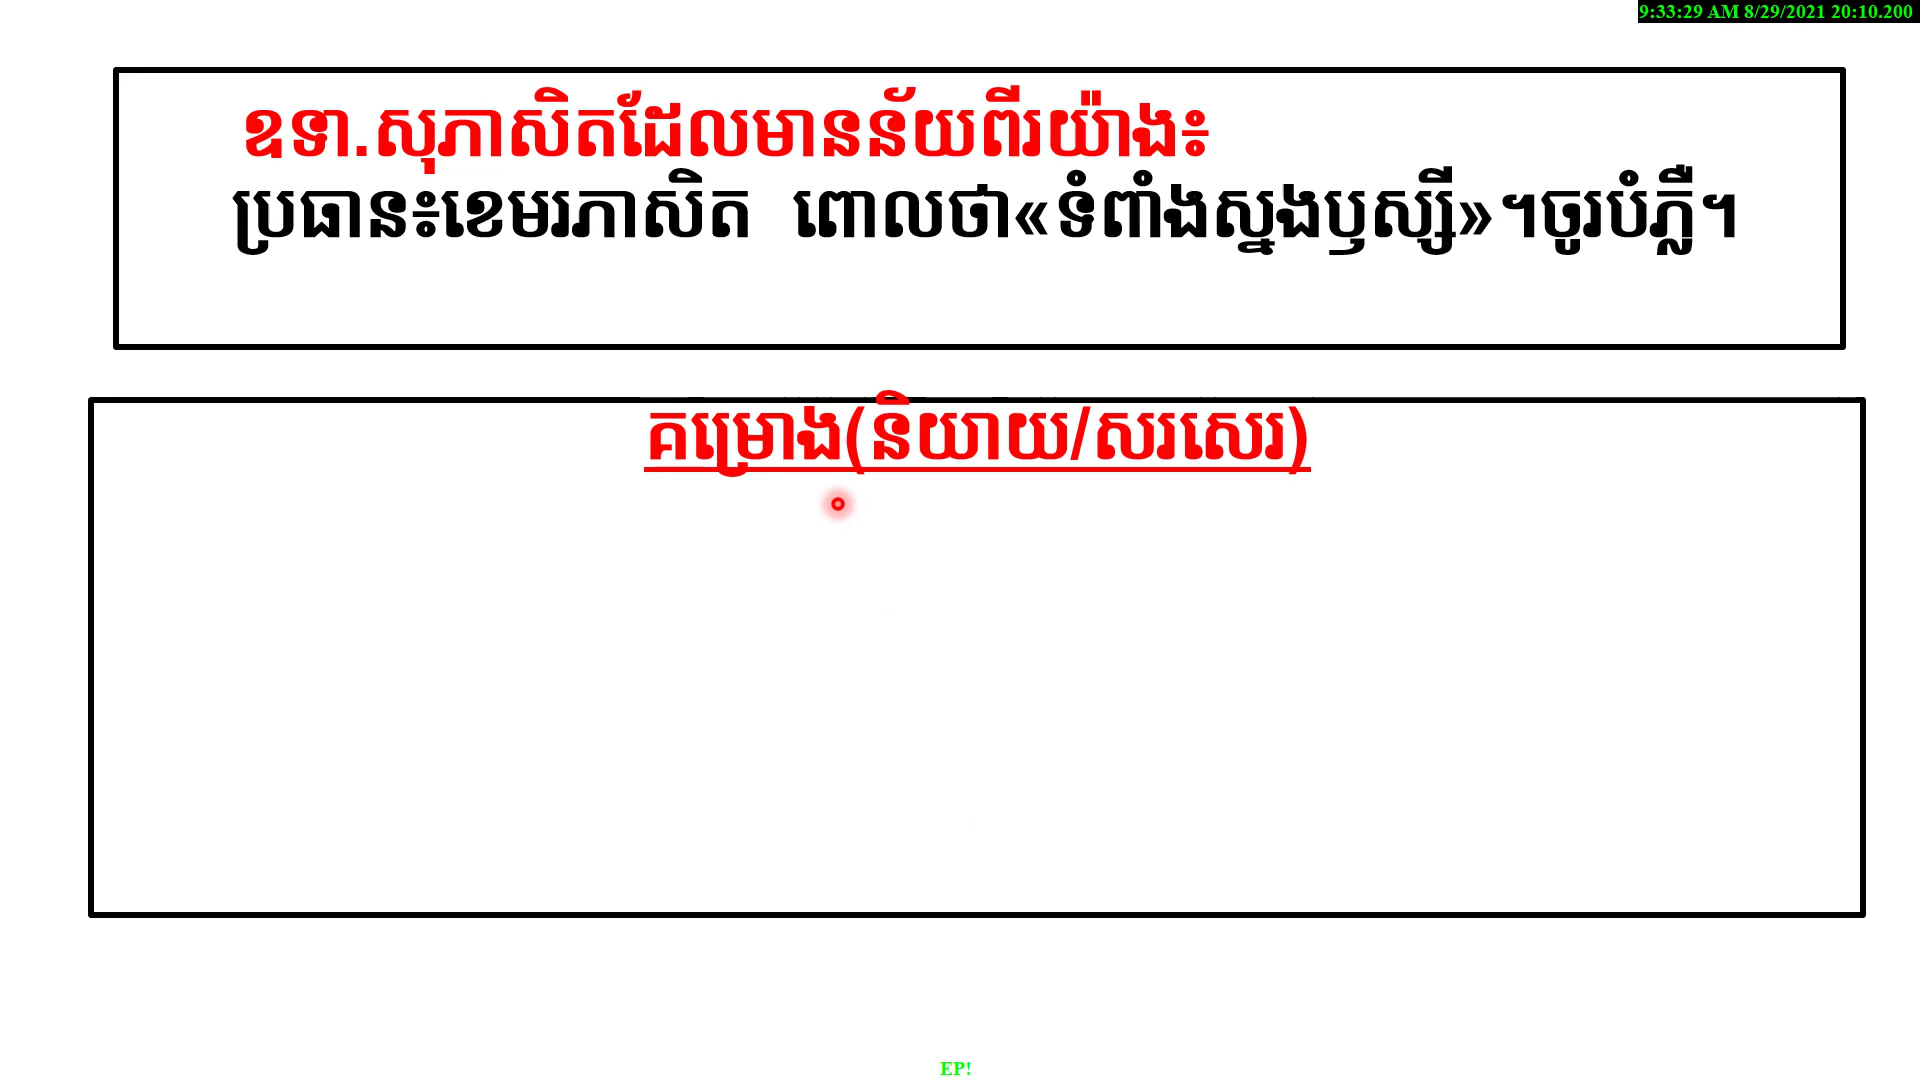 9:33:29 AM 8/29/2021 20:10.200
ឧទា.សុភាសិតដែលមានន័យពីរយ៉ាង៖
ប្រធាន៖ខេមរភាសិត ពោលថា«ទំពាំងស្នងឫស្សី»។ចូរបំភ្លឺ។
គម្រោង(និយាយ/សរសេរ)
EP!